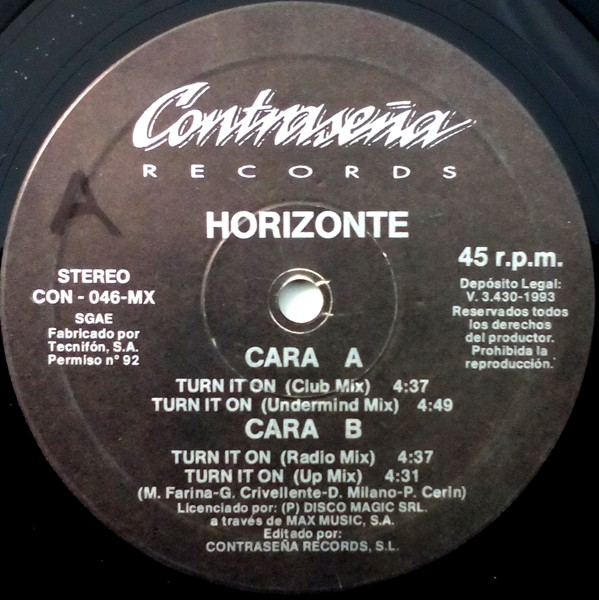 Contraseña
RECORDS
A
HORIZONTE
STEREO
CON - 046-MX
SGAE
Fabricado por
Tecnifón, S.A.
Permiso nº 92
45 r.p.m.
Depósito Legal:
V. 3.430-1993
Reservados todos
los derechos
del productor.
Prohibida la
reproducción.
CARA A
TURN IT ON (Club Mix) 4:37
TURN IT ON (Undermind Mix) 4:49
CARA B
TURN IT ON (Radio Mix) 4:37
TURN IT ON (Up Mix) 4:31
(M. Farina-G. Crivellente-D. Milano-P. Cerin)
Licenciado por: (P) DISCO MAGIC SRL.
a través de MAX MUSIC, S.A.
Editado por:
CONTRASEÑA RECORDS, S.L.